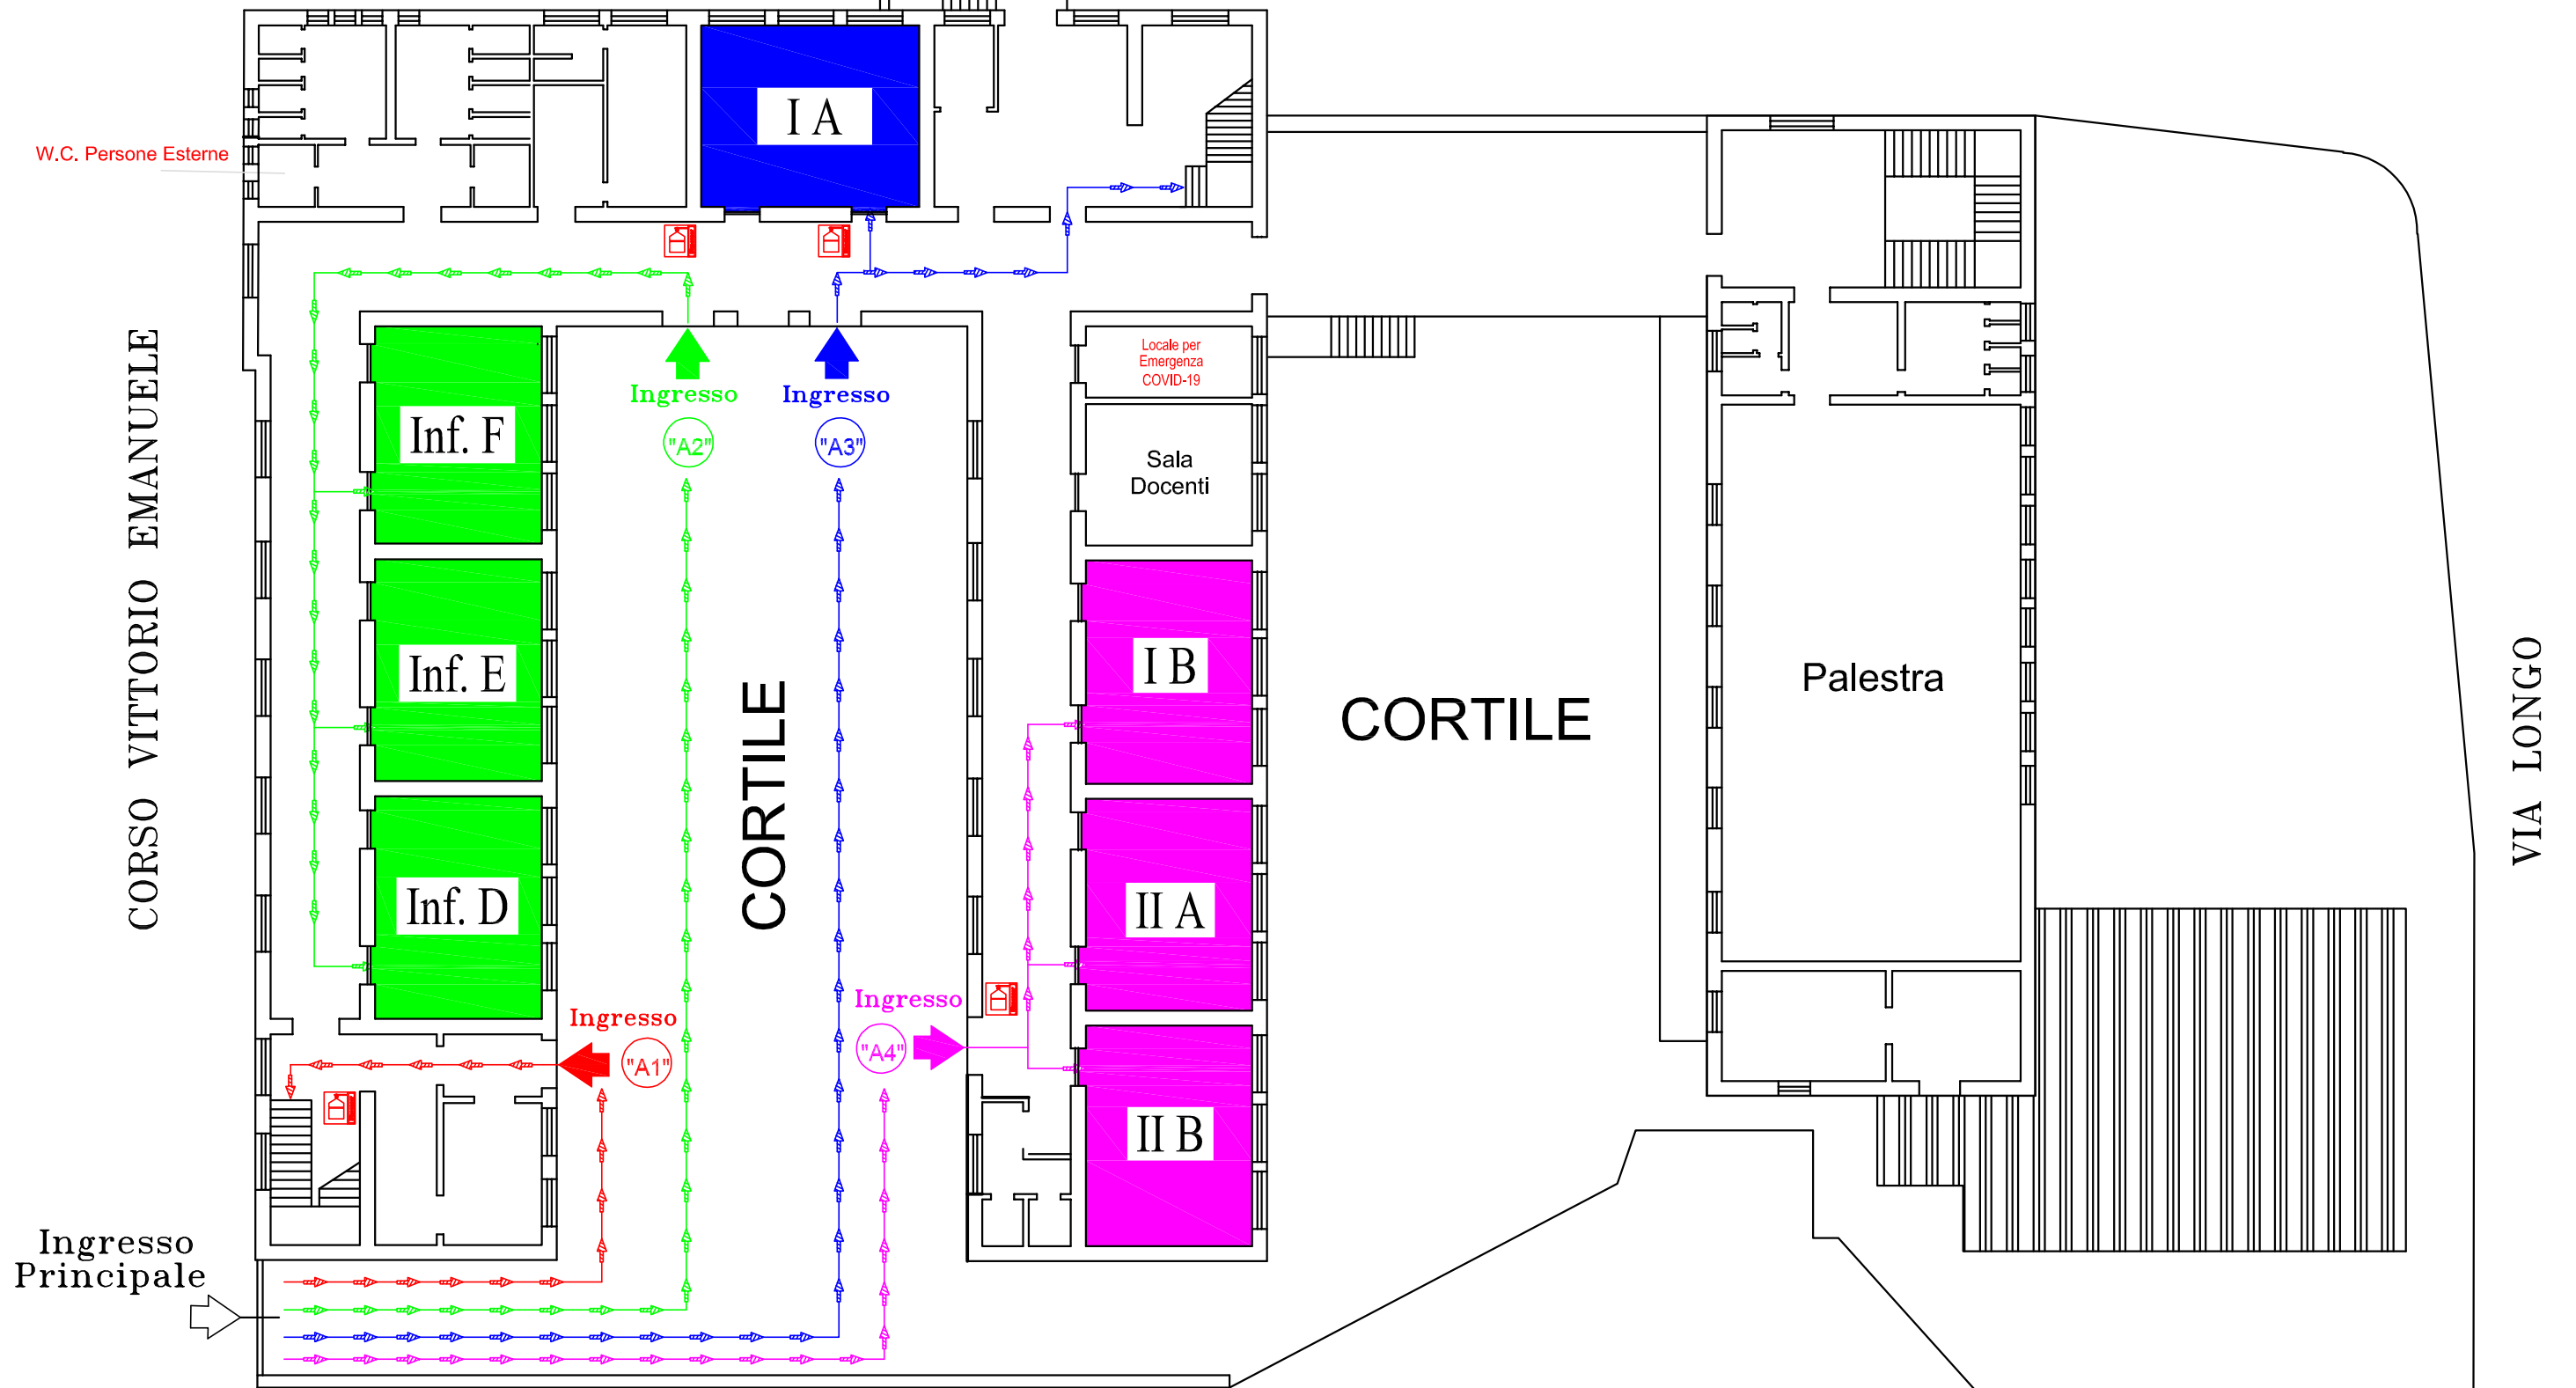 I A
W.C. Persone Esterne
CORSO VITTORIO EMANUELE
Inf. F
Inf. E
Inf. D
Ingresso
"A2"
Ingresso
"A3"
CORTILE
Locale per
Emergenza
COVID-19
Sala
Docenti
I B
II A
II B
CORTILE
Palestra
VIA LONGO
Ingresso
"A1"
Ingresso
"A4"
Ingresso
Principale